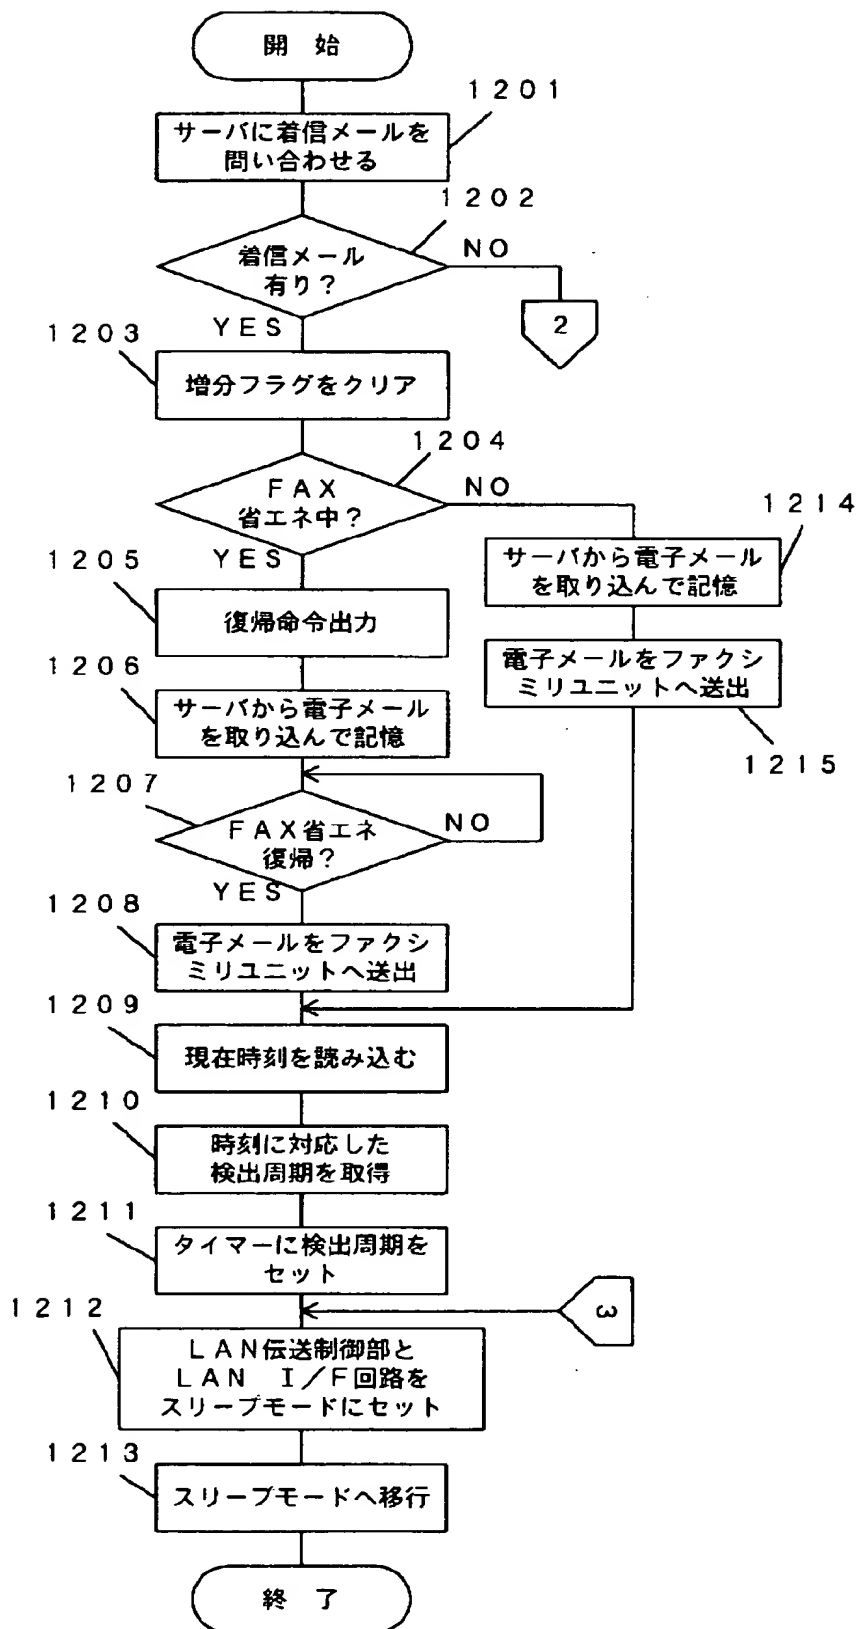 開 始
1201
サーバに着信メールを
問い合わせる
1202
着信メール
有り?
NO
2
YES
1203
増分フラグをクリア
1204
FAX
省エネ中?
NO
YES
1214
サーバから電子メール
を取り込んで記憶
1205
復帰命令出力
電子メールをファクシ
ミリユニットへ送出
1215
1206
サーバから電子メール
を取り込んで記憶
1207
FAX省エネ
復帰?
NO
YES
1208
電子メールをファクシ
ミリユニットへ送出
1209
現在時刻を読み込む
1210
時刻に対応した
検出周期を取得
1211
タイマーに検出周期を
セット
3
1212
LAN伝送制御部と
LAN I/F回路を
スリープモードにセット
1213
スリープモードへ移行
終 了